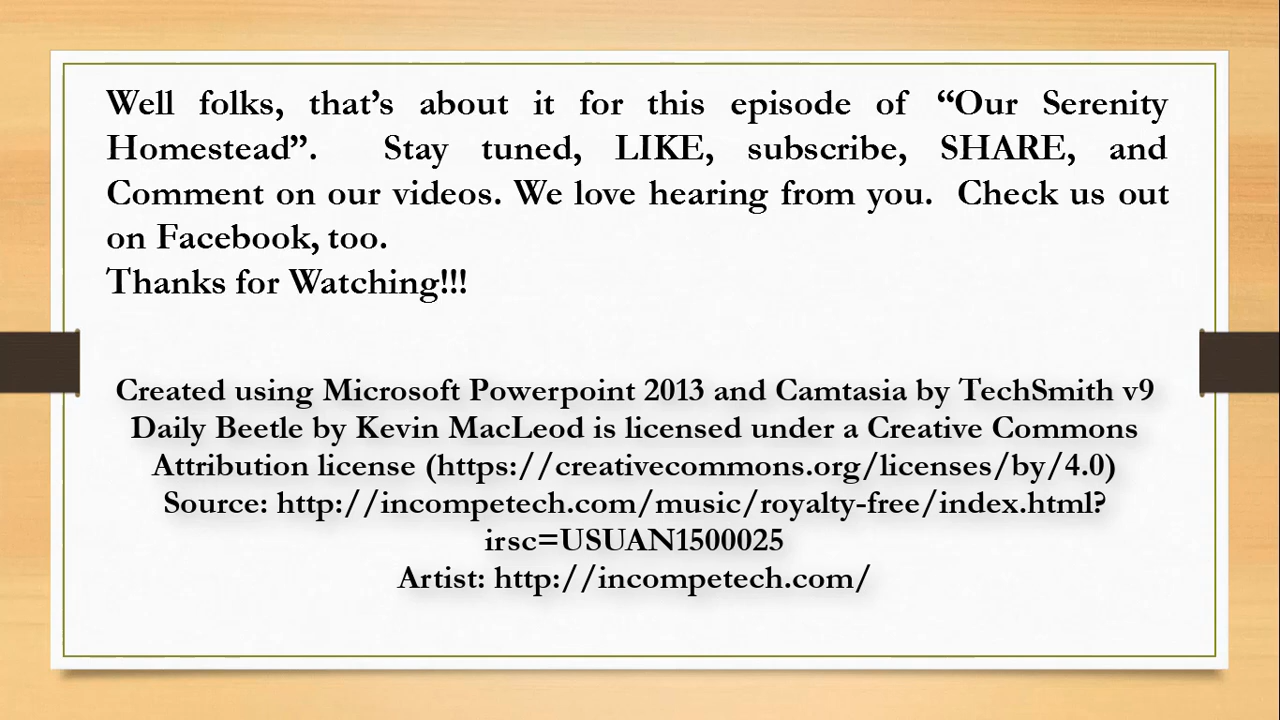 Well folks, that’s about it for this episode of “Our Serenity
Homestead”. Stay tuned, LIKE, subscribe, SHARE, and
Comment on our videos. We love hearing from you. Check us out
on Facebook, too.
Thanks for Watching!!!
Created using Microsoft Powerpoint 2013 and Camtasia by TechSmith v9
Daily Beetle by Kevin MacLeod is licensed under a Creative Commons
Attribution license (https://creativecommons.org/licenses/by/4.0)
Source: http://incompetech.com/music/royalty-free/index.html?
irsc=USUAN1500025
Artist: http://incompetech.com/